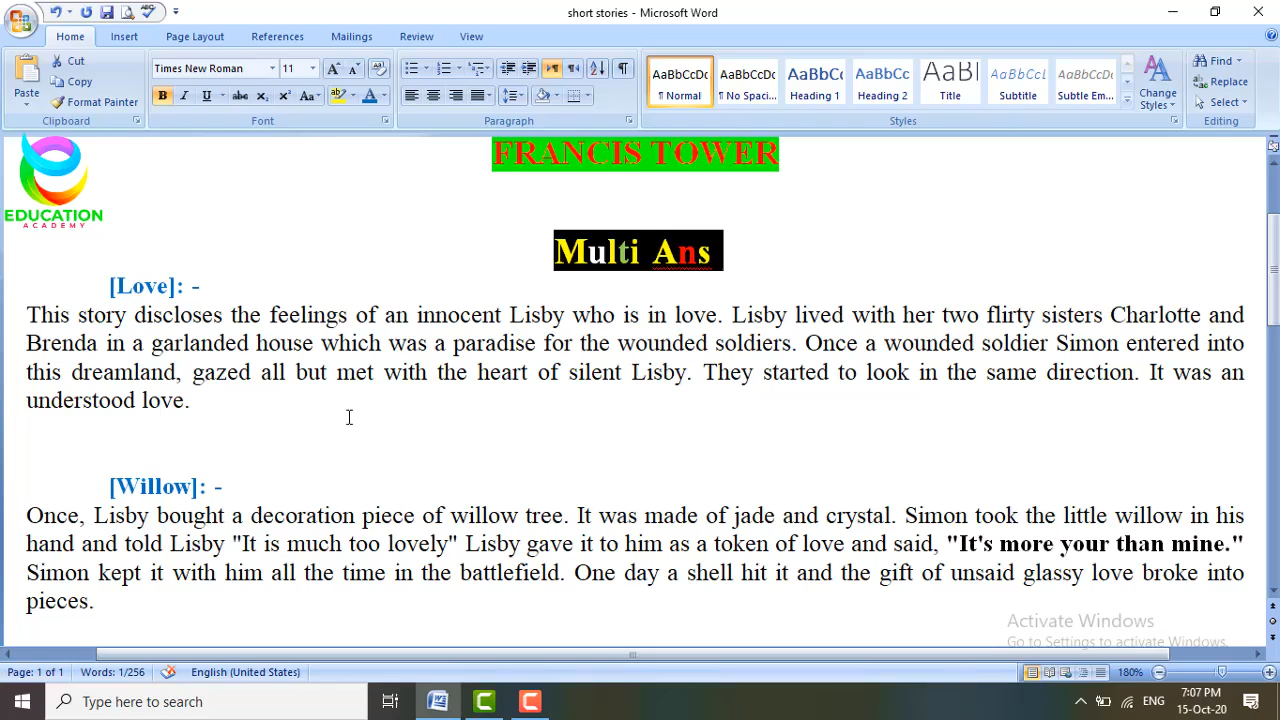 short stories - Microsoft Word
Home Insert Page Layout References Mailings Review View
Paste
Cut
Copy
Format Painter
Times New Roman 11
AaBbCcDc AaBbCcDc AaBbC AaBbCc AaBb AaBbCcL AaBbCcDc
¶ Normal ¶ No Spaci... Heading 1 Heading 2 Title Subtitle Subtle Em...
Change Styles
Find
Replace
Select
Clipboard Font Paragraph Styles Editing
FRANCIS TOWER
EDUCATION
ACADEMY
Multi Ans
[Love]: -
This story discloses the feelings of an innocent Lisby who is in love. Lisby lived with her two flirty sisters Charlotte and
Brenda in a garlanded house which was a paradise for the wounded soldiers. Once a wounded soldier Simon entered into
this dreamland, gazed all but met with the heart of silent Lisby. They started to look in the same direction. It was an
understood love.
[Willow]: -
Once, Lisby bought a decoration piece of willow tree. It was made of jade and crystal. Simon took the little willow in his
hand and told Lisby "It is much too lovely" Lisby gave it to him as a token of love and said, "It's more your than mine."
Simon kept it with him all the time in the battlefield. One day a shell hit it and the gift of unsaid glassy love broke into
pieces.
Activate Windows
Go to Settings to activate Windows.
Page: 1 of 1 Words: 1/256 English (United States) 180%
Type here to search
ENG
7:07 PM
15-Oct-20